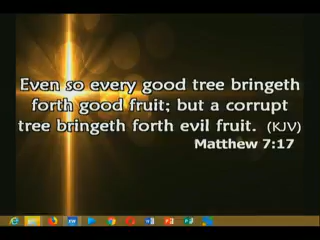 Even so every good tree bringeth
forth good fruit; but a corrupt
tree bringeth forth evil fruit. (KJV)
Matthew 7:17